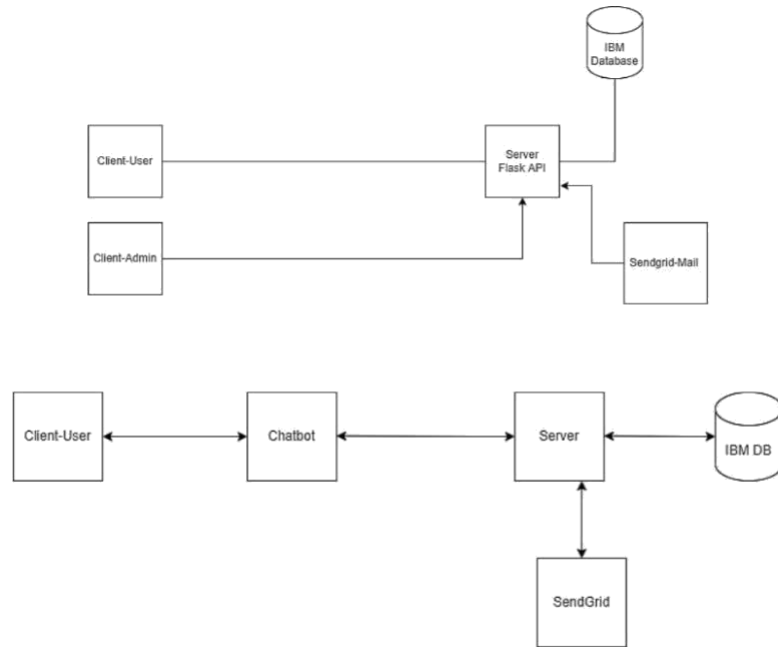 IBM
Database
Client-User
Server
Flask API
Client-Admin
Sendgrid-Mail
Client-User
Chatbot
Server
IBM DB
SendGrid